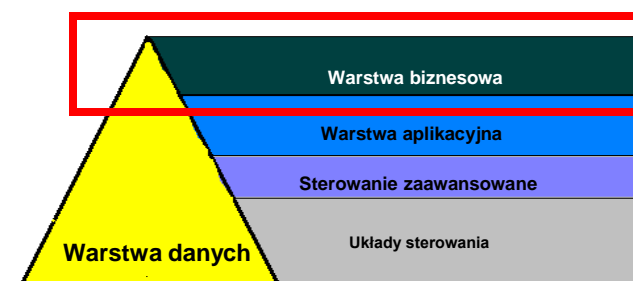 Warstwa biznesowa
Warstwa aplikacyjna
Sterowanie zaawansowane
Układy sterowania
Warstwa danych